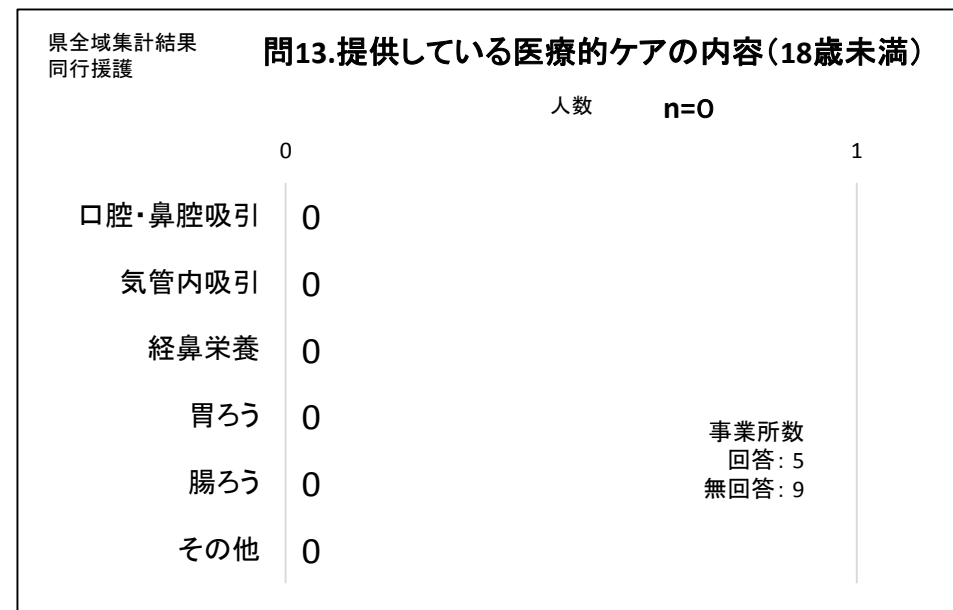 県全域集計結果
同行援護
問13.提供している医療的ケアの内容（18歳未満）
人数 n=0
0 1
口腔・鼻腔吸引 0
気管内吸引 0
経鼻栄養 0
胃ろう 0
腸ろう 0
その他 0
事業所数
回答: 5
無回答: 9